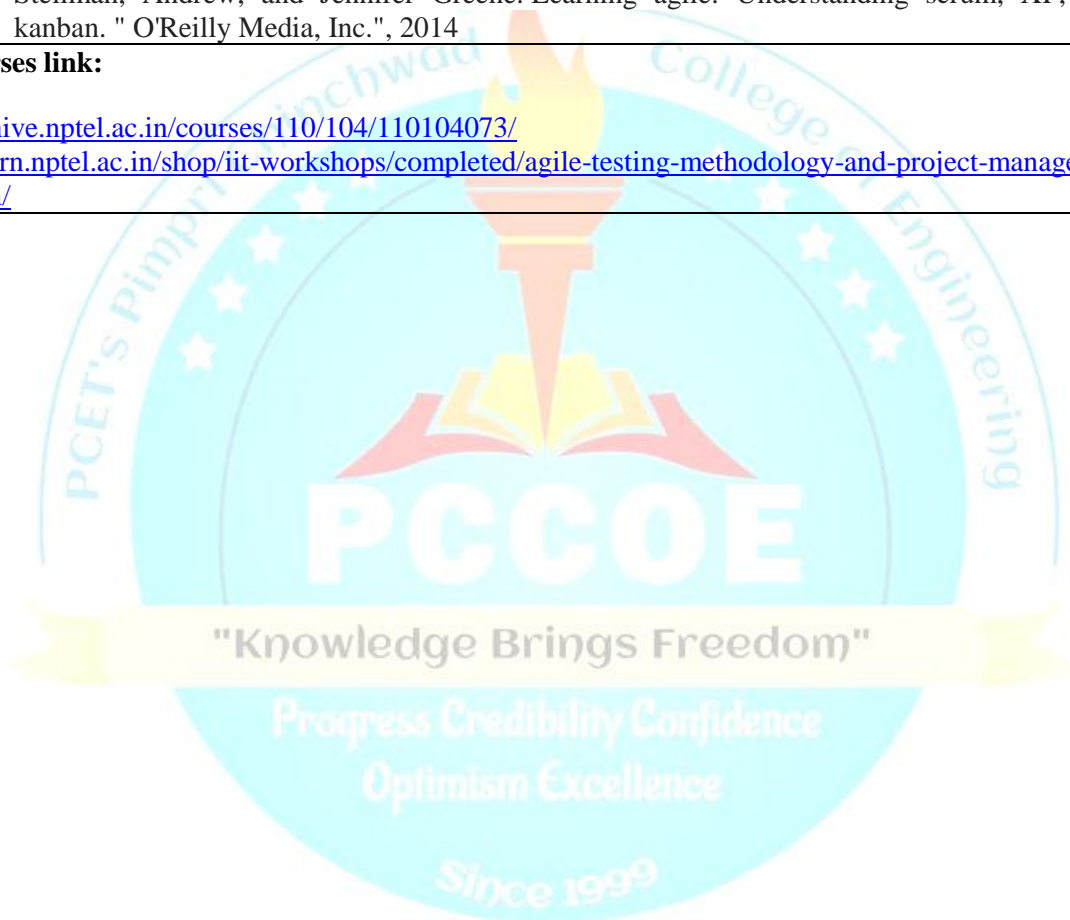 Stellman, Andrew, and Jennifer Greene. Learning agile: Understanding scrum, XP,
kanban. " O'Reilly Media, Inc.", 2014
rses link:
ive.nptel.ac.in/courses/110/104/110104073/
rn.nptel.ac.in/shop/iit-workshops/completed/agile-testing-methodology-and-project-manage
/
PCET's Pimpri Chinchwad College of Engineering
PCCOE
"Knowledge Brings Freedom"
Progress Credibility Confidence
Optimism Excellence
Since 1999